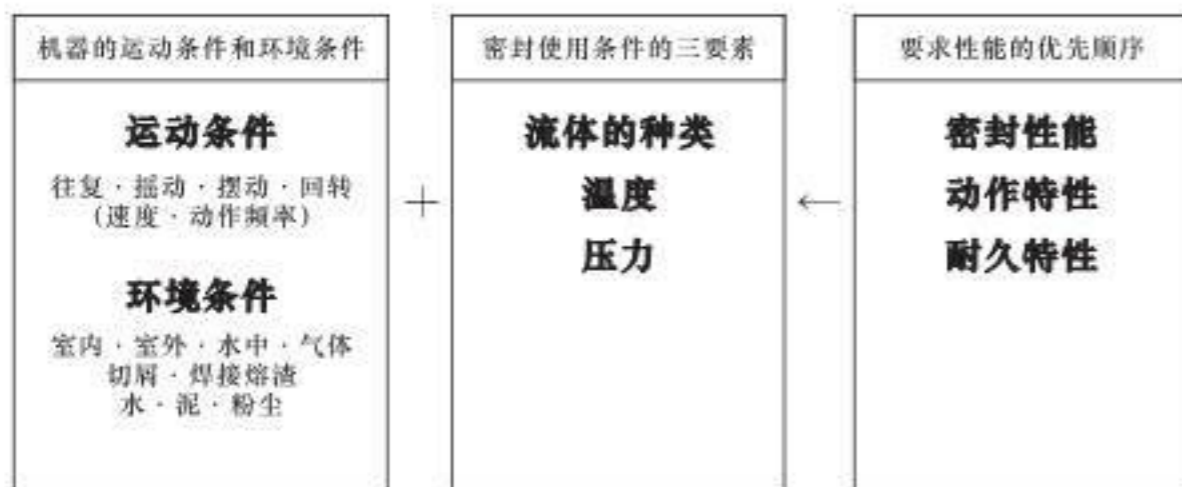 机器的运动条件和环境条件
运动条件
往复·摇动·摆动·回转
(速度·动作频率)
环境条件
室内·室外·水中·气体
切屑·焊接熔渣
水·泥·粉尘
+
密封使用条件的三要素
流体的种类
温度
压力
←
要求性能的优先顺序
密封性能
动作特性
耐久特性